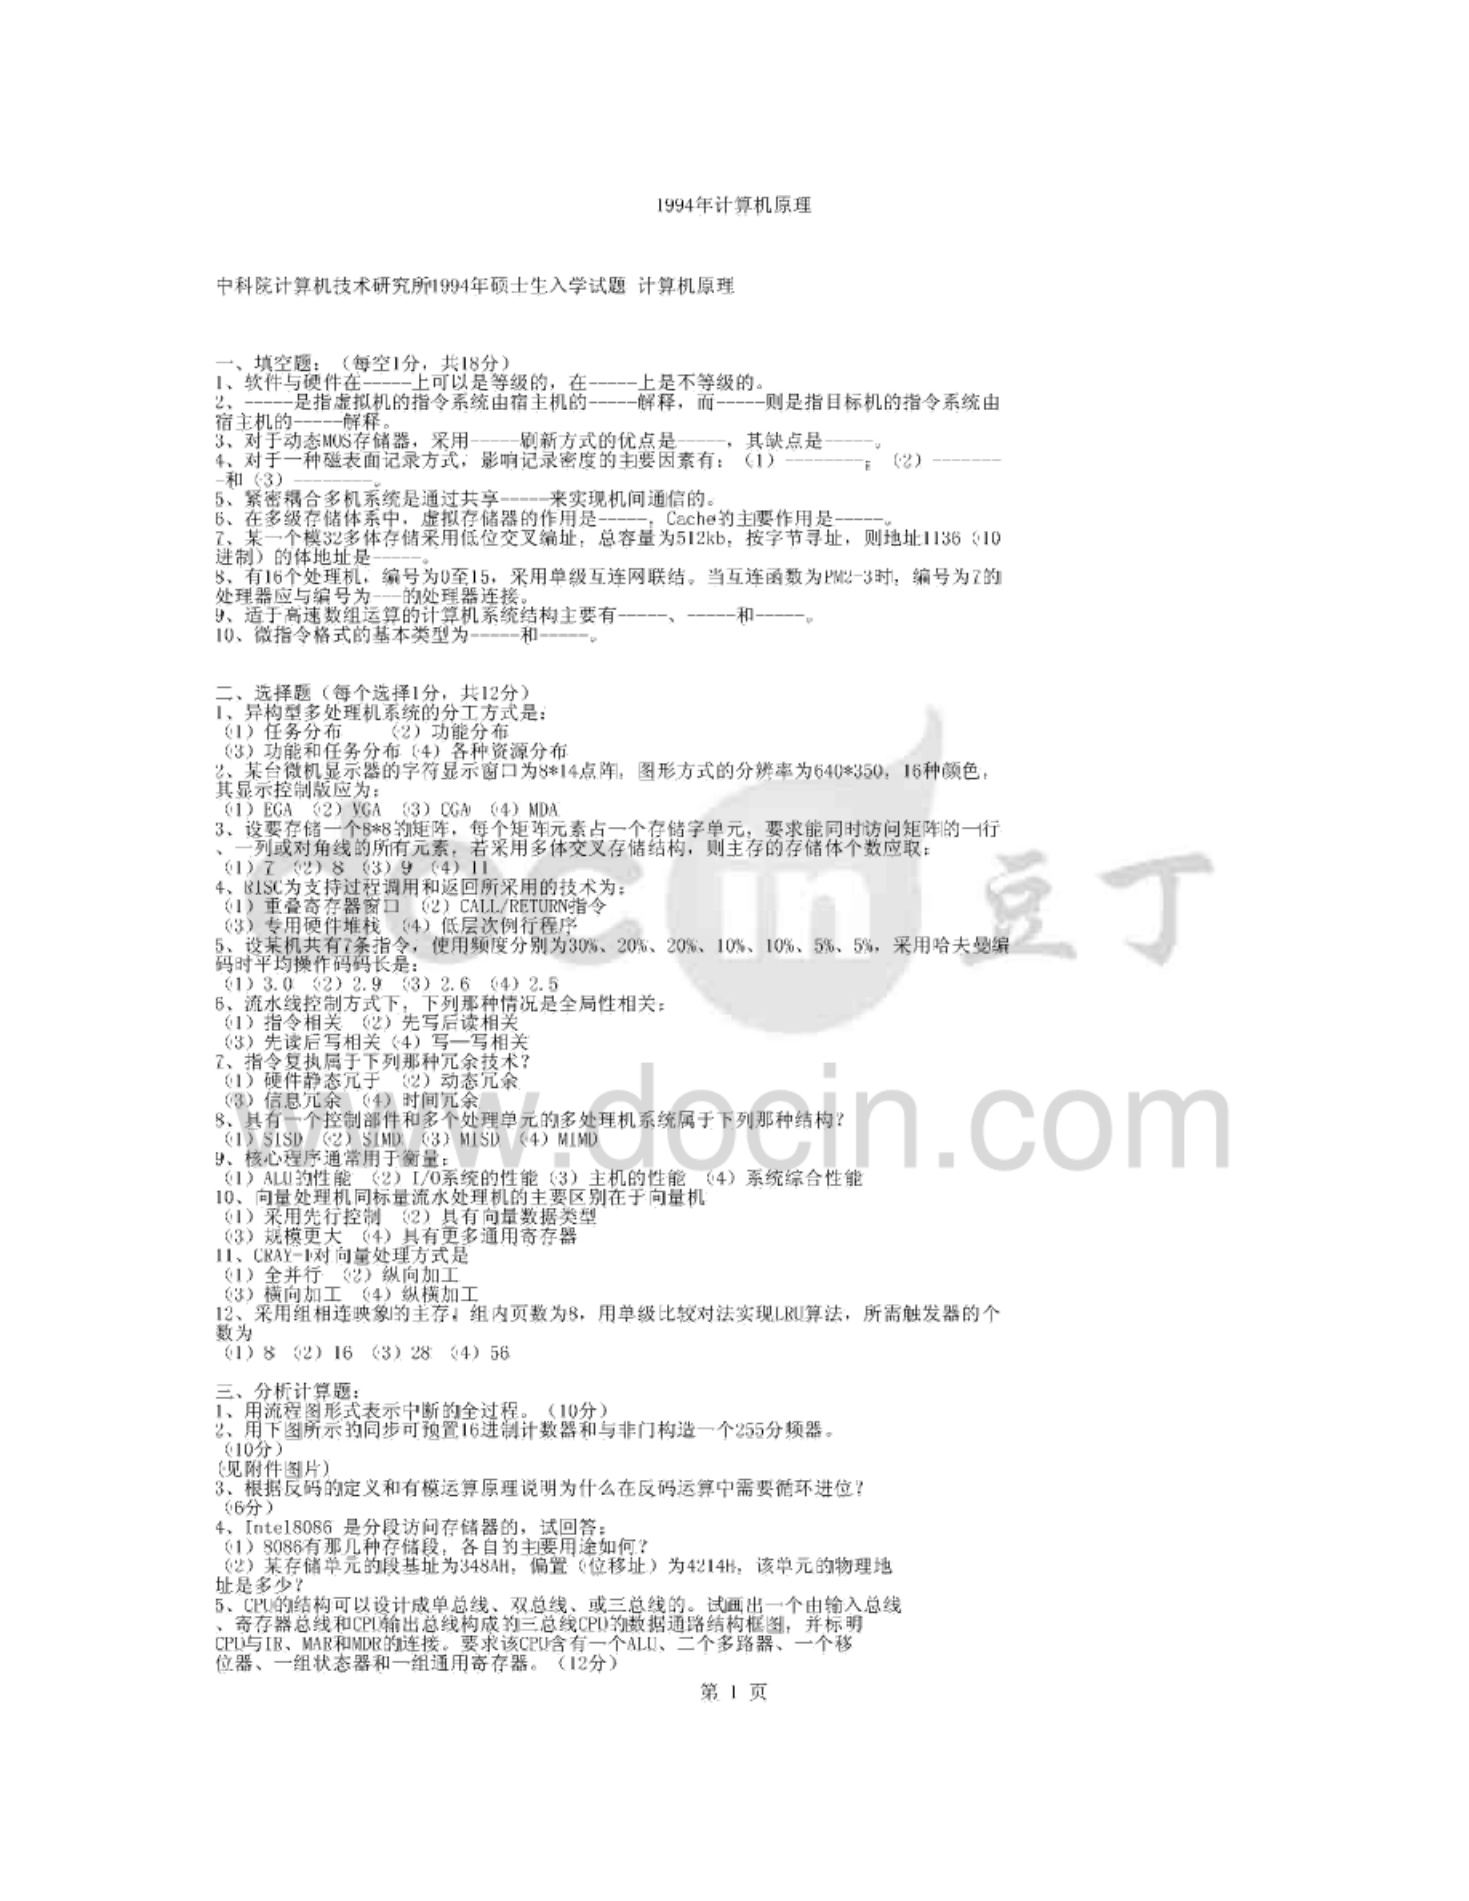 1994年计算机原理
中科院计算机技术研究所1994年硕士生入学试题 计算机原理
一、填空题：（每空1分，共18分）
1、软件与硬件在-----上可以是等级的，在-----上是不等级的。
2、-----是指虚拟机的指令系统由宿主机的-----解释，而-----则是指目标机的指令系统由
宿主机的-----解释。
3、对于动态MOS存储器，采用-----刷新方式的优点是-----，其缺点是-----。
4、对于一种磁表面记录方式，影响记录密度的主要因素有：（1）--------；（2）-------
-和（3）--------。
5、紧密耦合多机系统是通过共享-----来实现机间通信的。
6、在多级存储体系中，虚拟存储器的作用是-----，Cache的主要作用是-----。
7、某一个模32多体存储采用低位交叉编址，总容量为512kb，按字节寻址，则地址1136（10
进制）的体地址是-----。
8、有16个处理机，编号为0至15，采用单级互连网联结。当互连函数为PM2-3时，编号为7的
处理器应与编号为---的处理器连接。
9、适于高速数组运算的计算机系统结构主要有-----、-----和-----。
10、微指令格式的基本类型为-----和-----。
二、选择题（每个选择1分，共12分）
1、异构型多处理机系统的分工方式是：
（1）任务分布 （2）功能分布
（3）功能和任务分布（4）各种资源分布
2、某台微机显示器的字符显示窗口为8*14点阵，图形方式的分辨率为640*350，16种颜色，
其显示控制版应为：
（1）EGA （2）VGA （3）CGA （4）MDA
3、设要存储一个8*8的矩阵，每个矩阵元素占一个存储字单元，要求能同时访问矩阵的一行
、一列或对角线的所有元素，若采用多体交叉存储结构，则主存的存储体个数应取：
（1）7 （2）8 （3）9 （4）11
4、RISC为支持过程调用和返回所采用的技术为：
（1）重叠寄存器窗口 （2）CALL/RETURN指令
（3）专用硬件堆栈 （4）低层次例行程序
5、设某机共有7条指令，使用频度分别为30%、20%、20%、10%、10%、5%、5%，采用哈夫曼编
码时平均操作码码长是：
（1）3.0 （2）2.9 （3）2.6 （4）2.5
6、流水线控制方式下，下列那种情况是全局性相关：
（1）指令相关 （2）先写后读相关
（3）先读后写相关（4）写—写相关
7、指令复执属于下列那种冗余技术？
（1）硬件静态冗于 （2）动态冗余
（3）信息冗余 （4）时间冗余
8、具有一个控制部件和多个处理单元的多处理机系统属于下列那种结构？
（1）SISD （2）SIMD （3）MISD （4）MIMD
9、核心程序通常用于衡量：
（1）ALU的性能 （2）I/O系统的性能（3）主机的性能 （4）系统综合性能
10、向量处理机同标量流水处理机的主要区别在于向量机
（1）采用先行控制 （2）具有向量数据类型
（3）规模更大 （4）具有更多通用寄存器
11、CRAY-1对向量处理方式是
（1）全并行 （2）纵向加工
（3）横向加工 （4）纵横加工
12、采用组相连映象的主存，组内页数为8，用单级比较对法实现LRU算法，所需触发器的个
数为
（1）8 （2）16 （3）28 （4）56
三、分析计算题：
1、用流程图形式表示中断的全过程。（10分）
2、用下图所示的同步可预置16进制计数器和与非门构造一个255分频器。
（10分）
(见附件图片)
3、根据反码的定义和有模运算原理说明为什么在反码运算中需要循环进位？
（6分）
4、Intel8086 是分段访问存储器的，试回答：
（1）8086有那几种存储段，各自的主要用途如何？
（2）某存储单元的段基址为348AH，偏置（位移址）为4214H，该单元的物理地
址是多少？
5、CPU的结构可以设计成单总线、双总线、或三总线的。试画出一个由输入总线
、寄存器总线和CPU输出总线构成的三总线CPU的数据通路结构框图，并标明
CPU与IR、MAR和MDR的连接。要求该CPU含有一个ALU、二个多路器、一个移
位器、一组状态器和一组通用寄存器。（12分）
第 1 页
docin 豆丁
www.docin.com